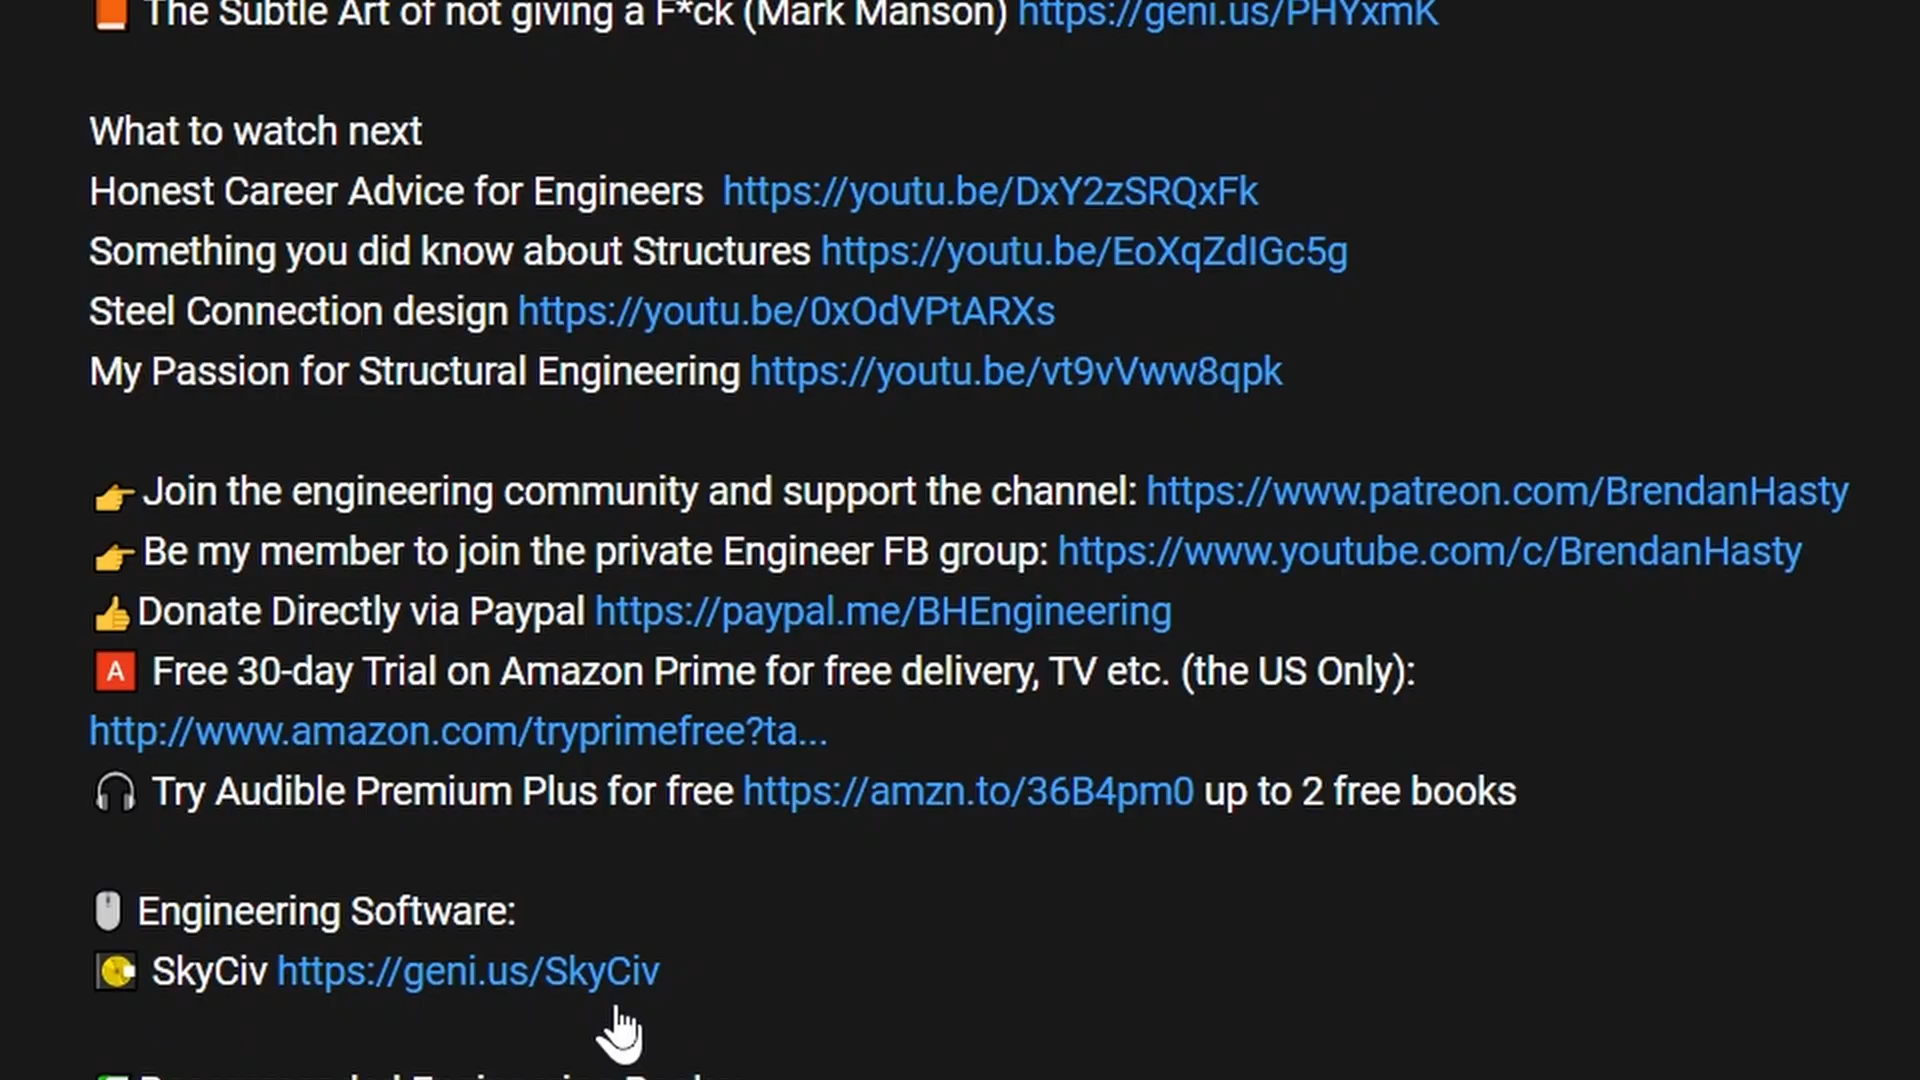 The Subtle Art of not giving a F*ck (Mark Manson) https://geni.us/PHYxmK
What to watch next
Honest Career Advice for Engineers https://youtu.be/DxY2zSRQxFk
Something you did know about Structures https://youtu.be/EoXqZdIGc5g
Steel Connection design https://youtu.be/0xOdVPtARXs
My Passion for Structural Engineering https://youtu.be/vt9vVww8qpk
👉Join the engineering community and support the channel: https://www.patreon.com/BrendanHasty
👉Be my member to join the private Engineer FB group: https://www.youtube.com/c/BrendanHasty
👍Donate Directly via Paypal https://paypal.me/BHEngineering
🅰 Free 30-day Trial on Amazon Prime for free delivery, TV etc. (the US Only):
http://www.amazon.com/tryprimefree?ta...
🎧 Try Audible Premium Plus for free https://amzn.to/36B4pm0 up to 2 free books
🖱 Engineering Software:
💽 SkyCiv https://geni.us/SkyCiv